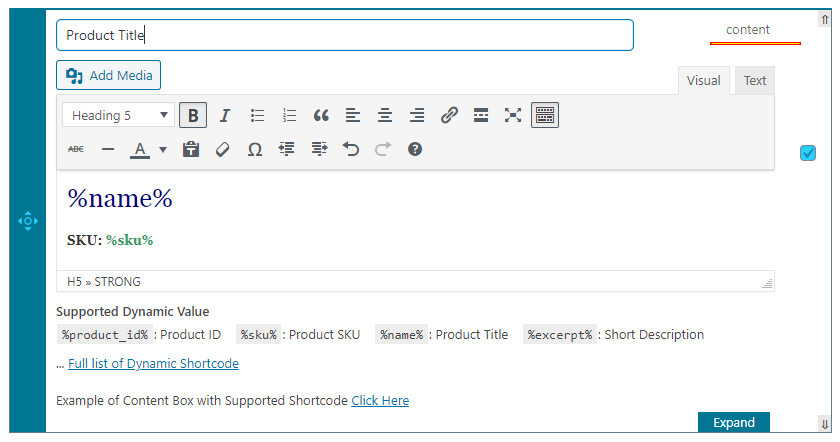 Product Title
content
Add Media
Visual Text
Heading 5 B I
ABC A Ω
%name%
SKU: %sku%
H5 » STRONG
Supported Dynamic Value
%product_id% : Product ID %sku% : Product SKU %name% : Product Title %excerpt% : Short Description
... Full list of Dynamic Shortcode
Example of Content Box with Supported Shortcode Click Here
Expand